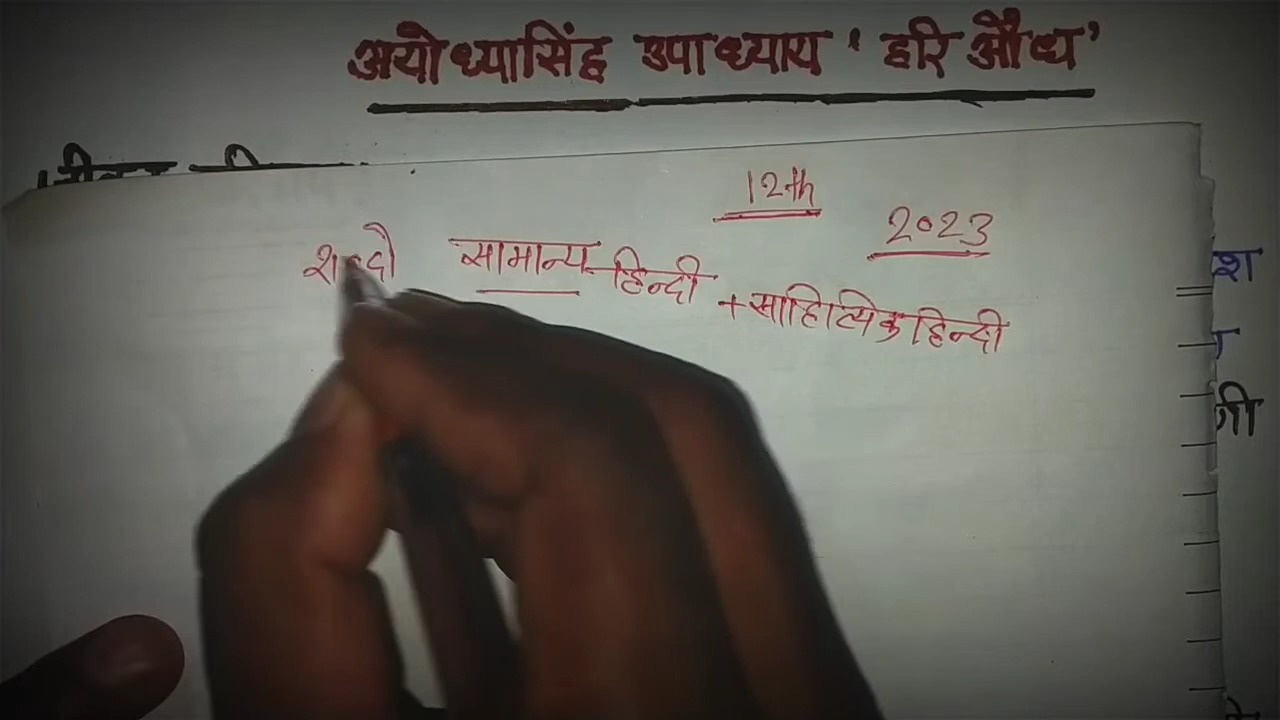 अयोध्यासिंह उपाध्याय ‘हरिऔध’
12th
2023
सामान्य हिन्दी + साहित्यिक हिन्दी
श
गी